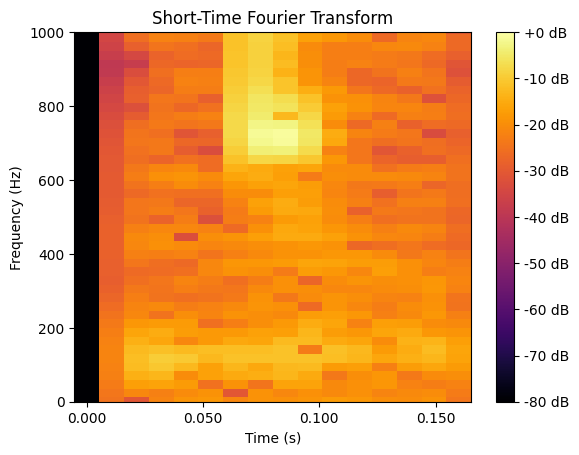 Short-Time Fourier Transform
1000
800
600
400
200
0
Frequency (Hz)
0.000
0.050
0.100
0.150
Time (s)
+0 dB
-10 dB
-20 dB
-30 dB
-40 dB
-50 dB
-60 dB
-70 dB
-80 dB